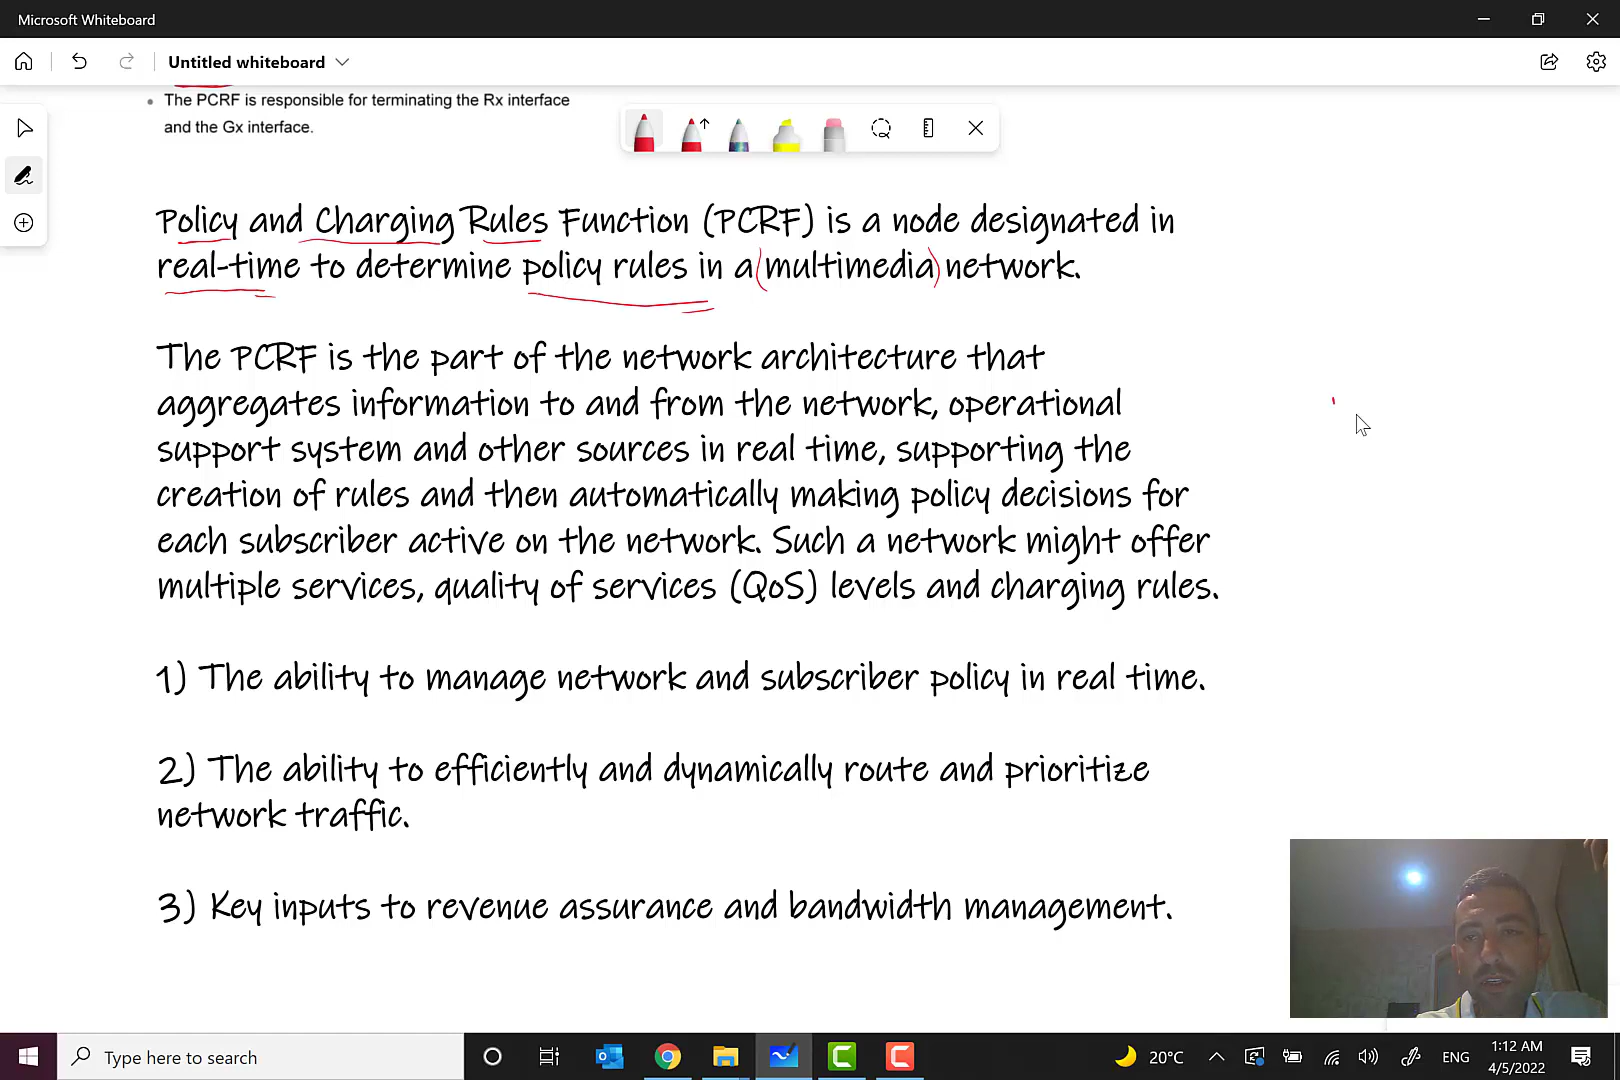 Microsoft Whiteboard
Untitled whiteboard
• The PCRF is responsible for terminating the Rx interface
and the Gx interface.
Policy and Charging Rules Function (PCRF) is a node designated in
real-time to determine policy rules in a (multimedia) network.
The PCRF is the part of the network architecture that
aggregates information to and from the network, operational
support system and other sources in real time, supporting the
creation of rules and then automatically making policy decisions for
each subscriber active on the network. Such a network might offer
multiple services, quality of services (QoS) levels and charging rules.
1) The ability to manage network and subscriber policy in real time.
2) The ability to efficiently and dynamically route and prioritize
network traffic.
3) Key inputs to revenue assurance and bandwidth management.
Type here to search
20°C
ENG
1:12 AM
4/5/2022